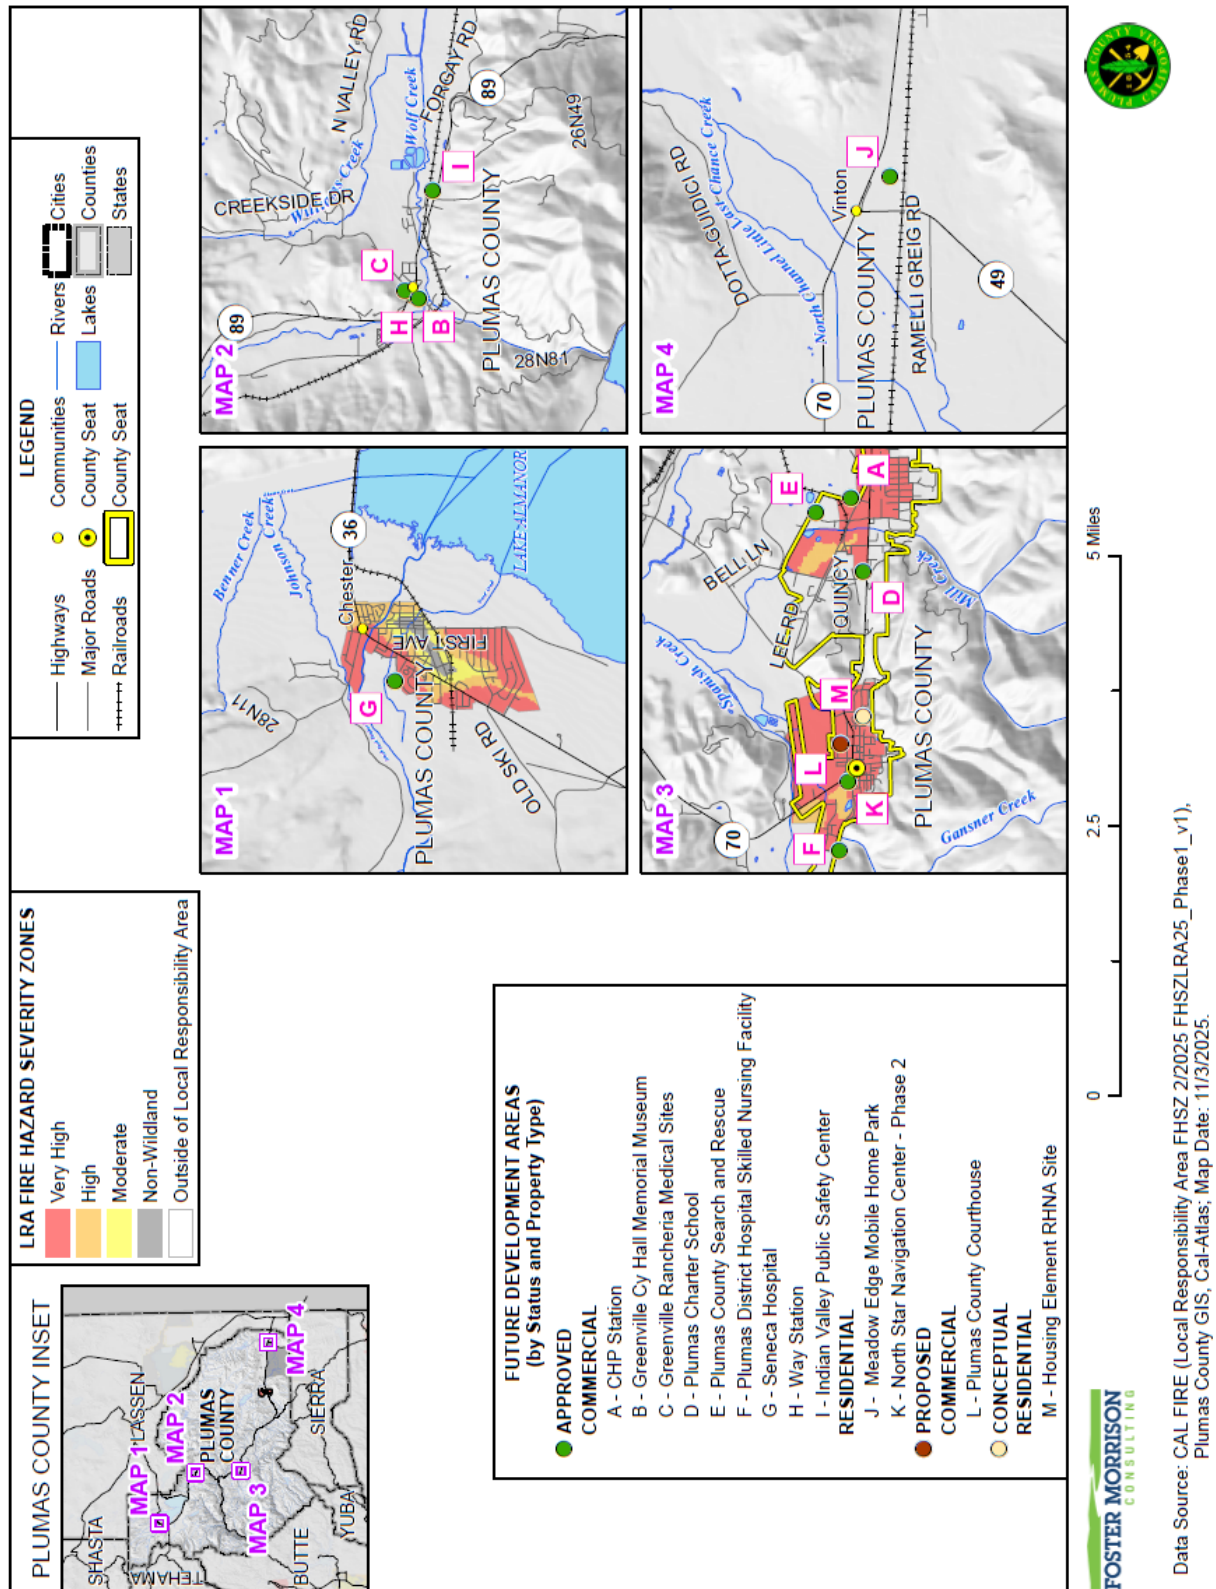 PLUMAS COUNTY INSET
SHASTA
LASSEN
TEHAMA
PLUMAS
COUNTY
BUTTE
YUBA
SIERRA
MAP 1
MAP 2
MAP 3
MAP 4
LRA FIRE HAZARD SEVERITY ZONES
Very High
High
Moderate
Non-Wildland
Outside of Local Responsibility Area
LEGEND
Highways
Major Roads
Railroads
Communities
County Seat
County Seat
Rivers
Lakes
Cities
Counties
States
MAP 1
Benner Creek
Johnson Creek
28N11
36
Chester
FIRST AVE
G
PLUMAS COUNTY
OLD SKI RD
LAKE ALMANOR
MAP 2
89
CREEKSIDE DR
N VALLEY RD
Wolf Creek
FORGAY RD
89
H
C
B
I
PLUMAS COUNTY
28N81
26N49
FUTURE DEVELOPMENT AREAS
(by Status and Property Type)
APPROVED
COMMERCIAL
A - CHP Station
B - Greenville Cy Hall Memorial Museum
C - Greenville Rancheria Medical Sites
D - Plumas Charter School
E - Plumas County Search and Rescue
F - Plumas District Hospital Skilled Nursing Facility
G - Seneca Hospital
H - Way Station
I - Indian Valley Public Safety Center
RESIDENTIAL
J - Meadow Edge Mobile Home Park
K - North Star Navigation Center - Phase 2
PROPOSED
COMMERCIAL
L - Plumas County Courthouse
CONCEPTUAL
RESIDENTIAL
M - Housing Element RHNA Site
MAP 3
70
Spanish Creek
BELL LN
LEE RD
QUINCY
E
A
D
M
L
K
F
PLUMAS COUNTY
Mill Creek
Gansner Creek
MAP 4
70
DOTTA-GUIDICI RD
North Channel Little Last Chance Creek
Vinton
J
PLUMAS COUNTY
RAMELLI GREIG RD
49
0
2.5
5 Miles
FOSTER MORRISON
CONSULTING
Data Source: CAL FIRE (Local Responsibility Area FHSZ 2/2025 FHSZLRA25_Phase1_v1),
Plumas County GIS, Cal-Atlas; Map Date: 11/3/2025.
PLUMAS COUNTY
CALIFORNIA